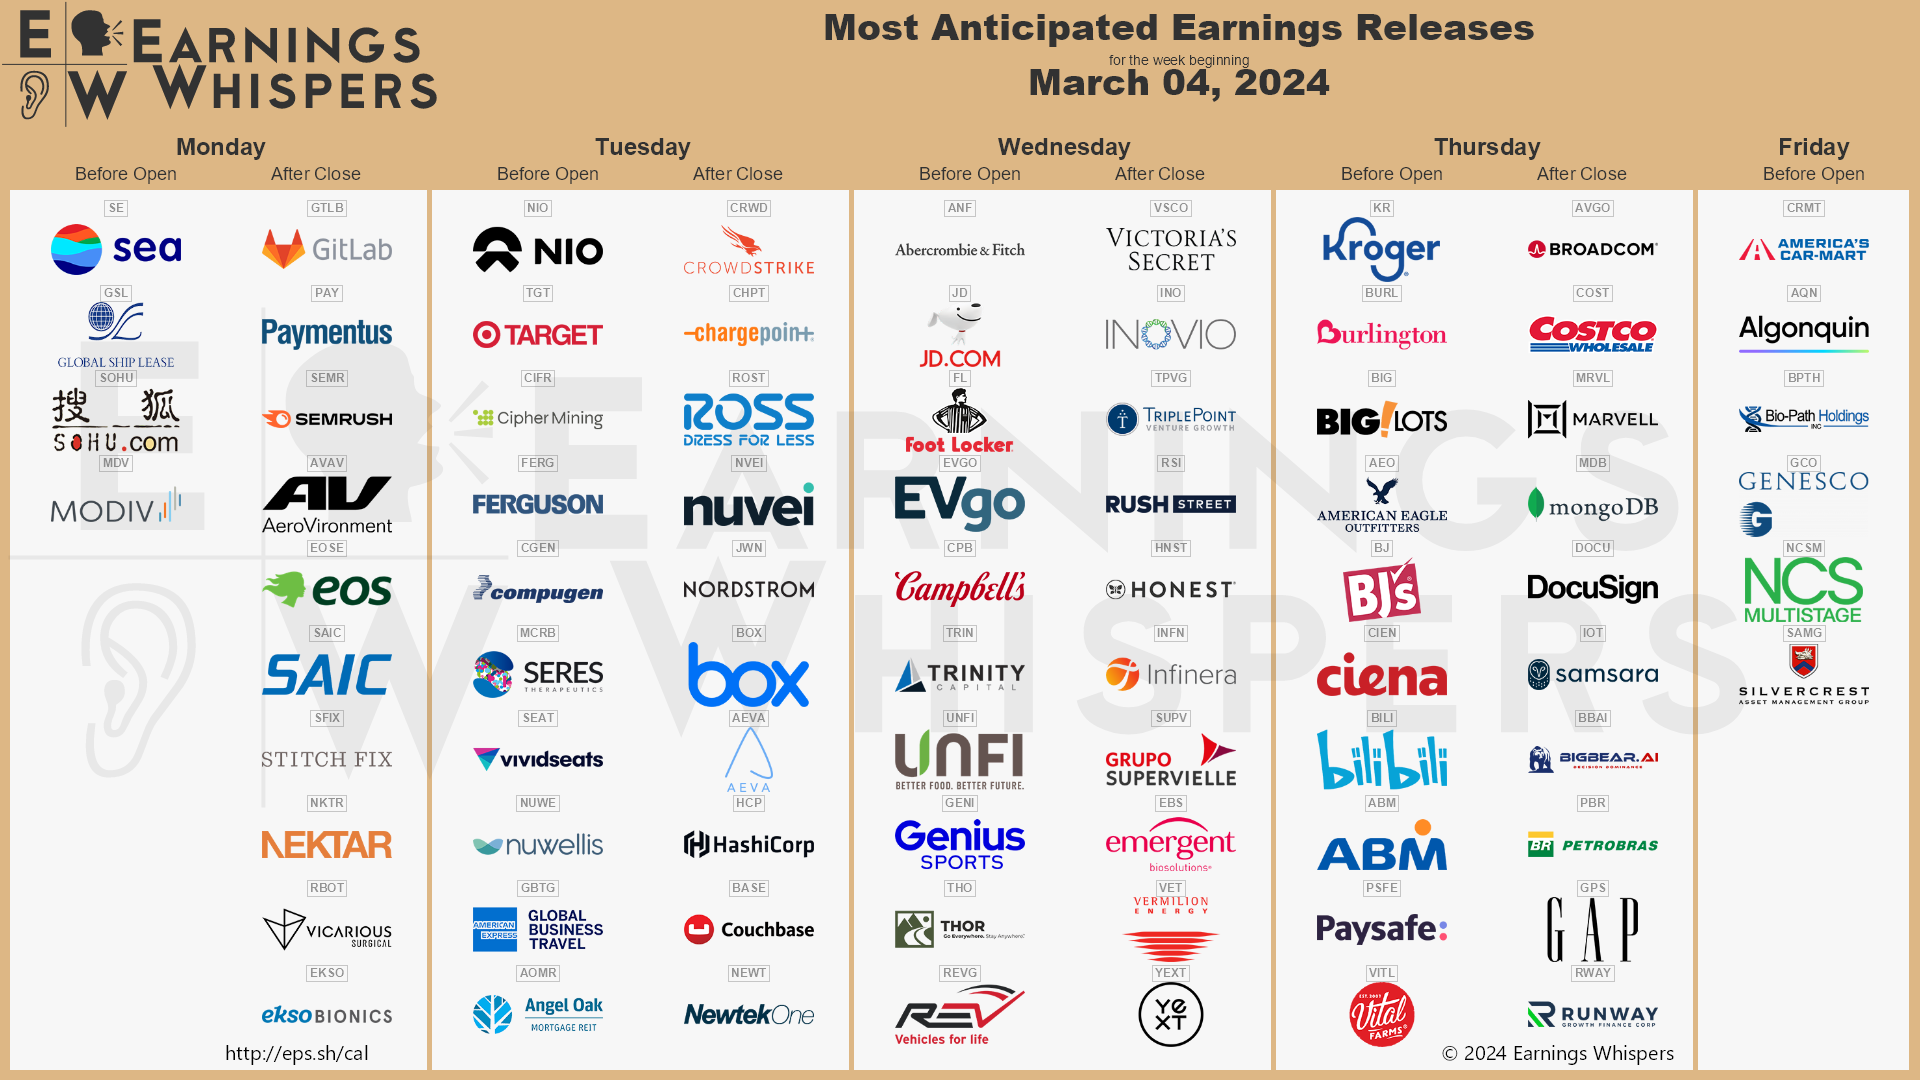 E W EARNINGS WHISPERS
Most Anticipated Earnings Releases
for the week beginning
March 04, 2024
Monday
Before Open
After Close
Tuesday
Before Open
After Close
Wednesday
Before Open
After Close
Thursday
Before Open
After Close
Friday
Before Open
SE
sea
GSL
GLOBAL SHIP LEASE
SOHU
搜狐
SOHU.com
MDV
MODIV
GTLB
GitLab
PAY
Paymentus
SEMR
SEMRUSH
AVAV
AV
AeroVironment
EOSE
eos
SAIC
SAIC
SFIX
STITCH FIX
NKTR
NEKTAR
RBOT
VICARIOUS
SURGICAL
EKSO
eksoBIONICS
NIO
NIO
TGT
TARGET
CIFR
Cipher Mining
FERG
FERGUSON
CGEN
compugen
MCRB
SERES
THERAPEUTICS
SEAT
vividseats
NUWE
nuwellis
GBTG
AMERICAN
EXPRESS
GLOBAL
BUSINESS
TRAVEL
AOMR
Angel Oak
MORTGAGE REIT
CRWD
CROWDSTRIKE
CHPT
-chargepoin+
ROST
ROSS
DRESS FOR LESS
NVEI
nuvei
JWN
NORDSTROM
BOX
box
AEVA
AEVA
HCP
HashiCorp
BASE
Couchbase
NEWT
NewtekOne
ANF
Abercrombie & Fitch
JD
JD.COM
FL
Foot Locker
EVGO
EVgo
CPB
Campbell's
TRIN
TRINITY
CAPITAL
UNFI
UNFI
BETTER FOOD. BETTER FUTURE.
GENI
Genius
SPORTS
THO
THOR
Go Everywhere. Stay Anywhere.
REVG
REV
Vehicles for life
VSCO
VICTORIA'S
SECRET
INO
INOVIO
TPVG
T
TRIPLEPOINT
VENTURE GROWTH
RSI
RUSH STREET
HNST
HONEST
INFN
Infinera
SUPV
GRUPO
SUPERVIELLE
EBS
emergent
biosolutions
VET
VERMILION
ENERGY
YEXT
YEXT
KR
Kroger
BURL
Burlington
BIG
BIG!LOTS
AEO
AMERICAN EAGLE
OUTFITTERS
BJ
BJ's
CIEN
ciena
BILI
bilibili
ABM
ABM
PSFE
Paysafe:
VITL
EST. 2007
Vital
FARMS
AVGO
BROADCOM
COST
COSTCO
WHOLESALE
MRVL
MARVELL
MDB
mongoDB
DOCU
DocuSign
IOT
samsara
BBAI
BIGBEAR.AI
DECISION DOMINANCE
PBR
BR PETROBRAS
GPS
GAP
RWAY
RUNWAY
GROWTH FINANCE CORP
CRMT
AMERICA'S
CAR-MART
AQN
Algonquin
BPTH
Bio-Path Holdings
INC
GCO
GENESCO
G
NCSM
NCS
MULTISTAGE
SAMG
SILVERCREST
ASSET MANAGEMENT GROUP
http://eps.sh/cal
© 2024 Earnings Whispers